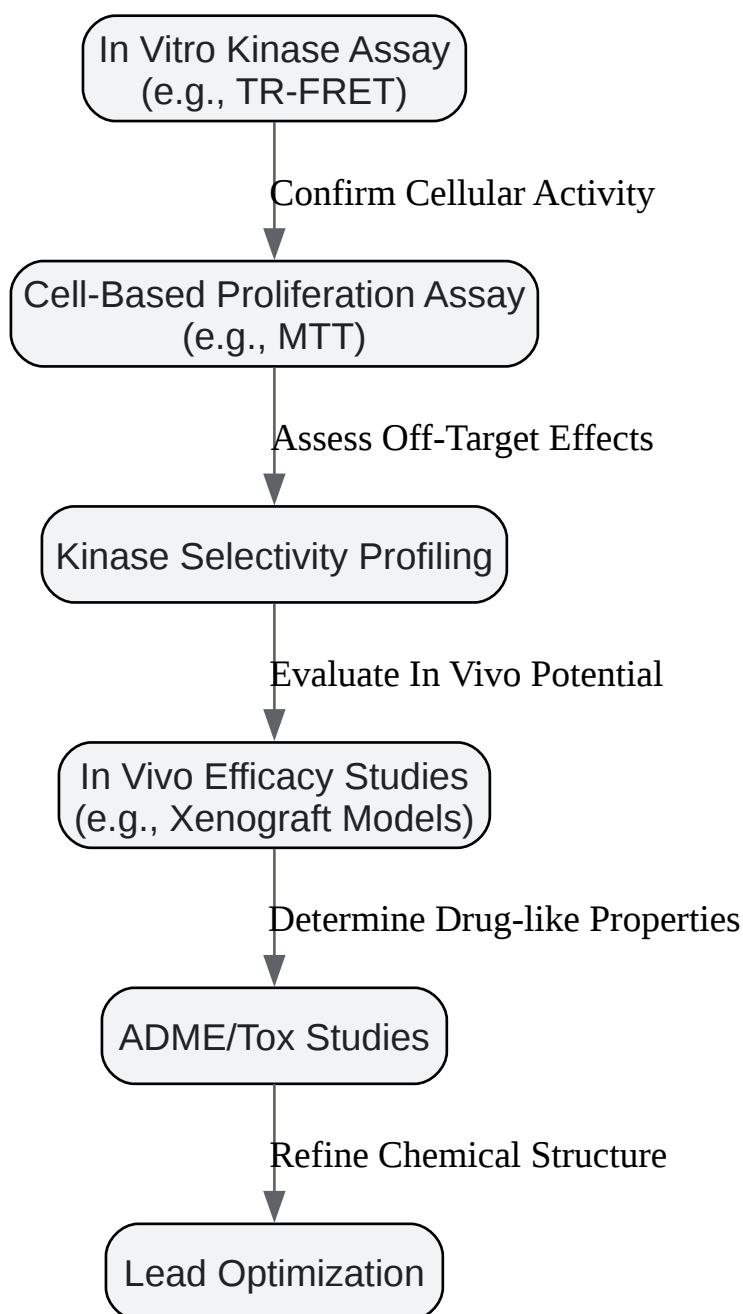 In Vitro Kinase Assay
(e.g., TR-FRET)
Confirm Cellular Activity
Cell-Based Proliferation Assay
(e.g., MTT)
Assess Off-Target Effects
Kinase Selectivity Profiling
Evaluate In Vivo Potential
In Vivo Efficacy Studies
(e.g., Xenograft Models)
Determine Drug-like Properties
ADME/Tox Studies
Refine Chemical Structure
Lead Optimization